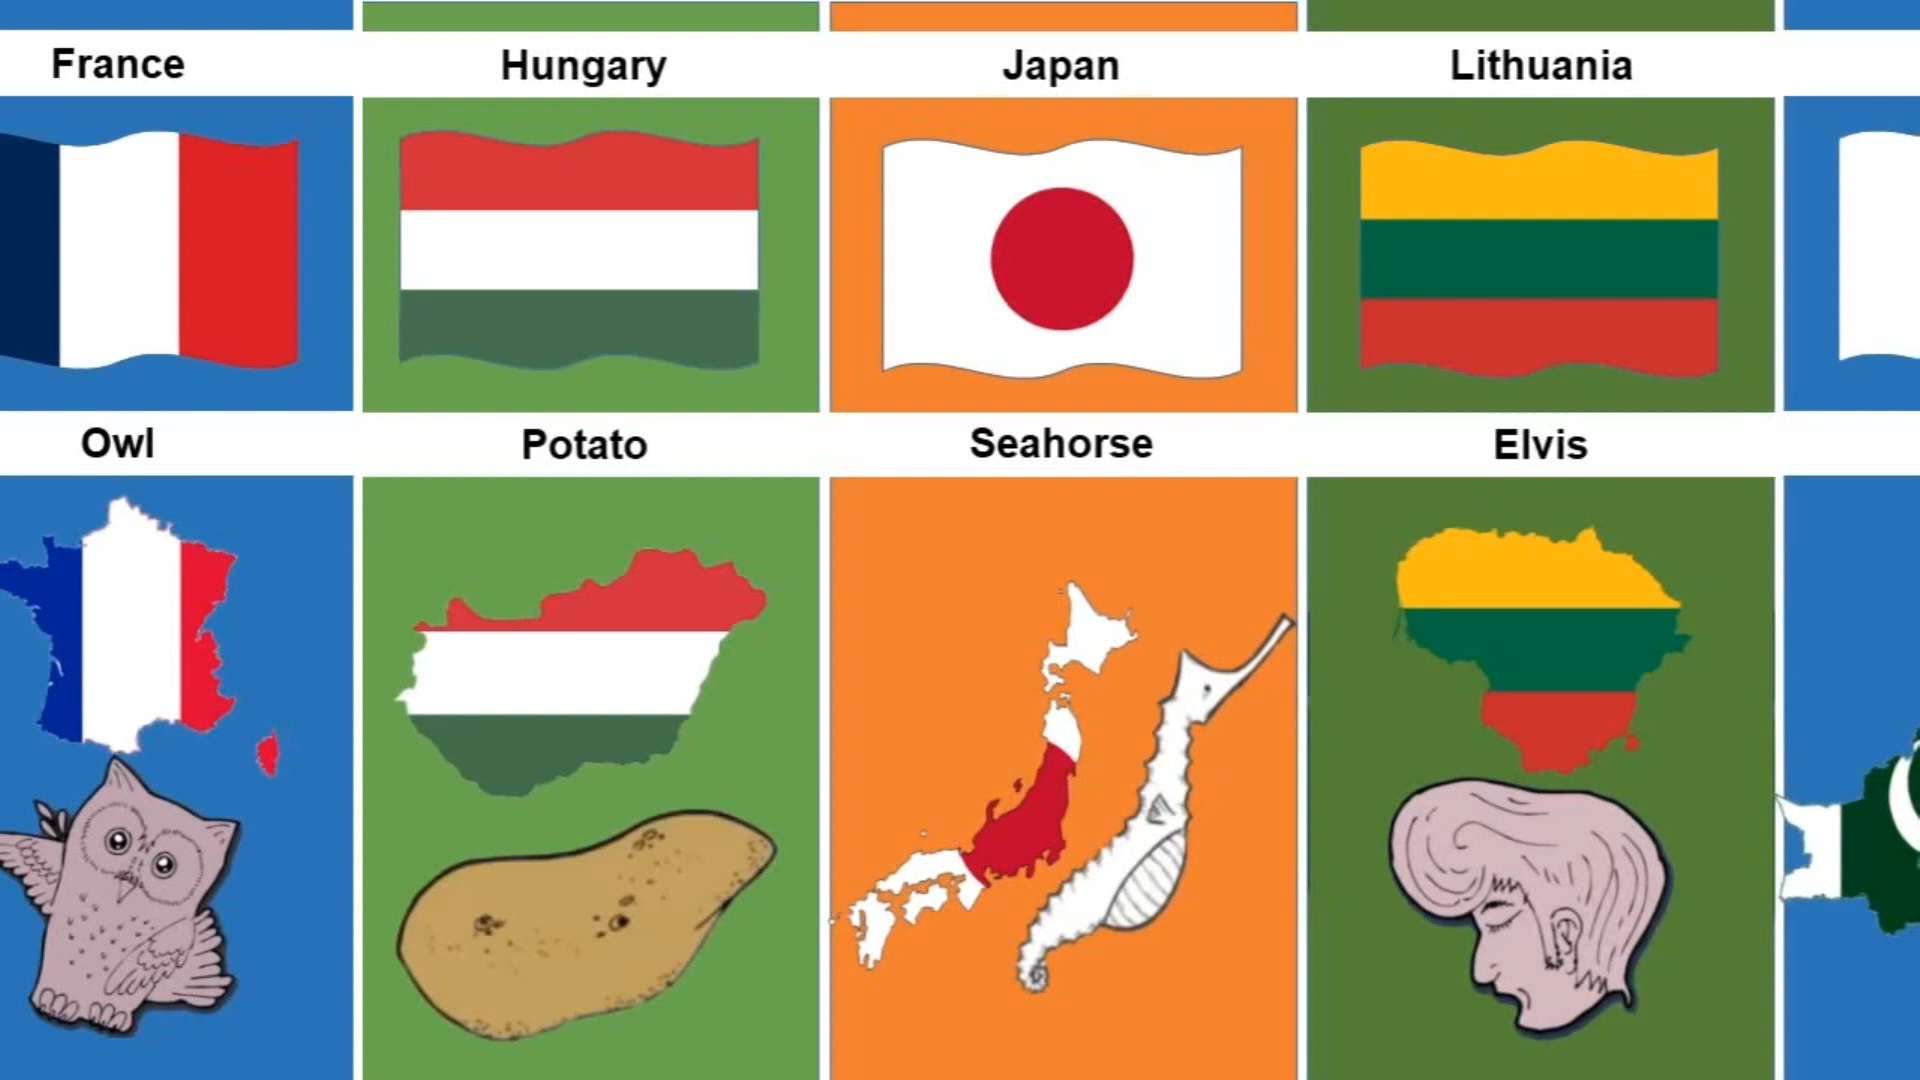 France
Hungary
Japan
Lithuania
Owl
Potato
Seahorse
Elvis